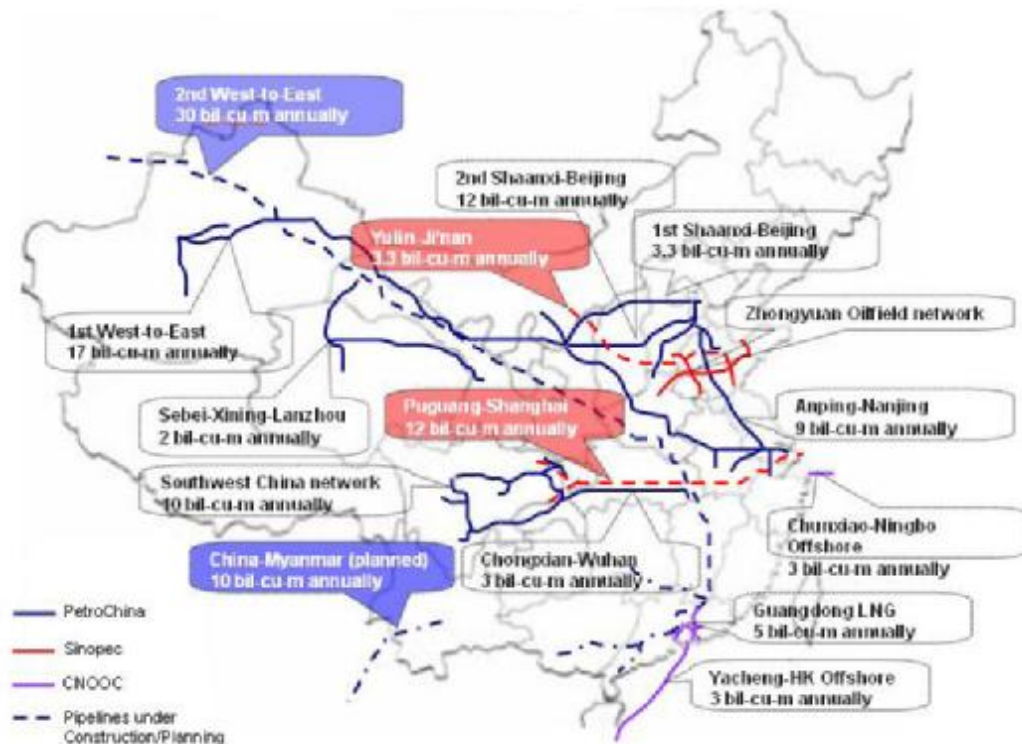 2nd West-to-East
30 bil-cu-m annually
2nd Shaanxi-Beijing
12 bil-cu-m annually
1st Shaanxi-Beijing
3.3 bil-cu-m annually
Yulin-Ji'nan
3.3 bil-cu-m annually
Zhongyuan Oilfield network
1st West-to-East
17 bil-cu-m annually
Sebei-Xining-Lanzhou
2 bil-cu-m annually
Puguang-Shanghai
12 bil-cu-m annually
Anping-Nanjing
9 bil-cu-m annually
Southwest China network
10 bil-cu-m annually
Chunxiao-Ningbo
Offshore
3 bil-cu-m annually
China-Myanmar (planned)
10 bil-cu-m annually
Chongxian-Wuhan
3 bil-cu-m annually
Guangdong LNG
5 bil-cu-m annually
Yacheng-HK Offshore
3 bil-cu-m annually
PetroChina
Sinopec
CNOOC
Pipelines under
Construction/Planning